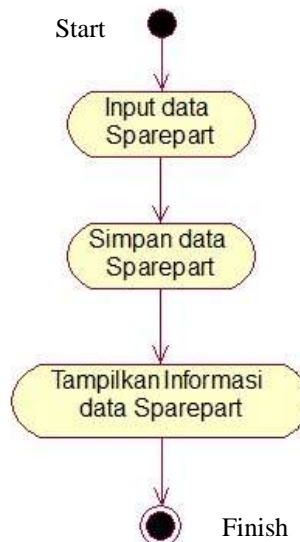 Start
Input data
Sparepart
Simpan data
Sparepart
Tampilkan Informasi
data Sparepart
Finish